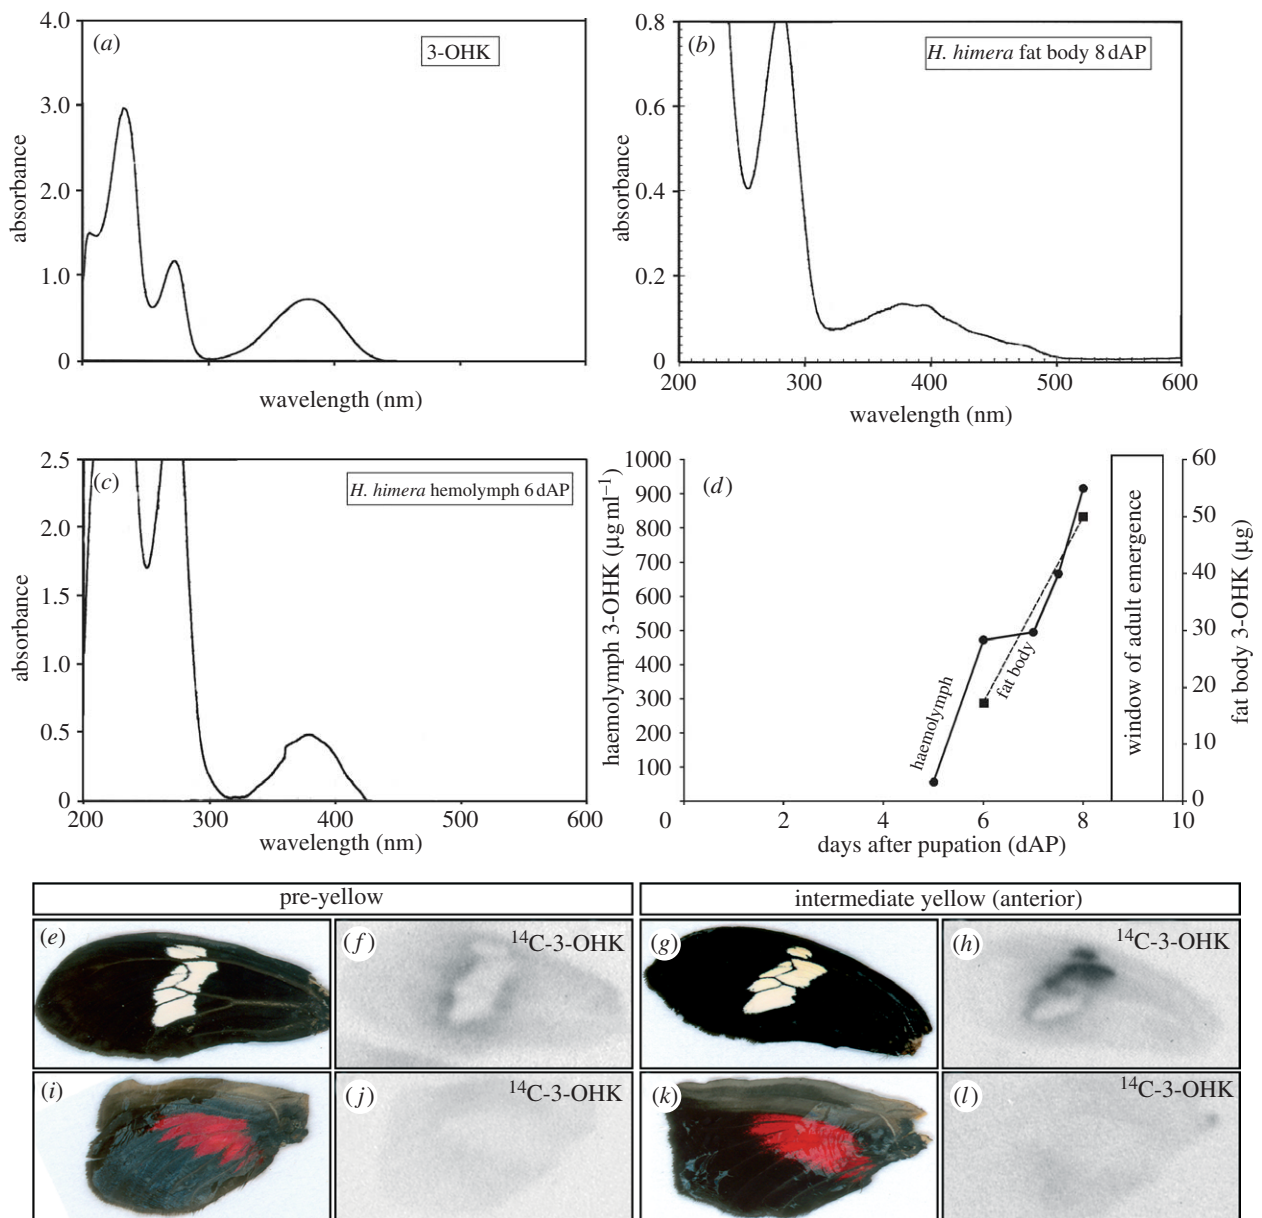 (a)
3-OHK
4.0
3.0
2.0
1.0
0
absorbance
wavelength (nm)
(b)
H. himera fat body 8 dAP
0.8
0.6
0.4
0.2
0
absorbance
200 300 400 500 600
wavelength (nm)
(c)
H. himera hemolymph 6 dAP
2.5
2.0
1.5
1.0
0.5
0
absorbance
200 300 400 500 600
wavelength (nm)
(d)
1000
900
800
700
600
500
400
300
200
100
haemolymph 3-OHK (µg ml⁻¹)
haemolymph
fat body
window of adult emergence
60
50
40
30
20
10
0
fat body 3-OHK (µg)
0 2 4 6 8 10
days after pupation (dAP)
pre-yellow
intermediate yellow (anterior)
(e)
(f)
¹⁴C-3-OHK
(g)
(h)
¹⁴C-3-OHK
(i)
(j)
¹⁴C-3-OHK
(k)
(l)
¹⁴C-3-OHK